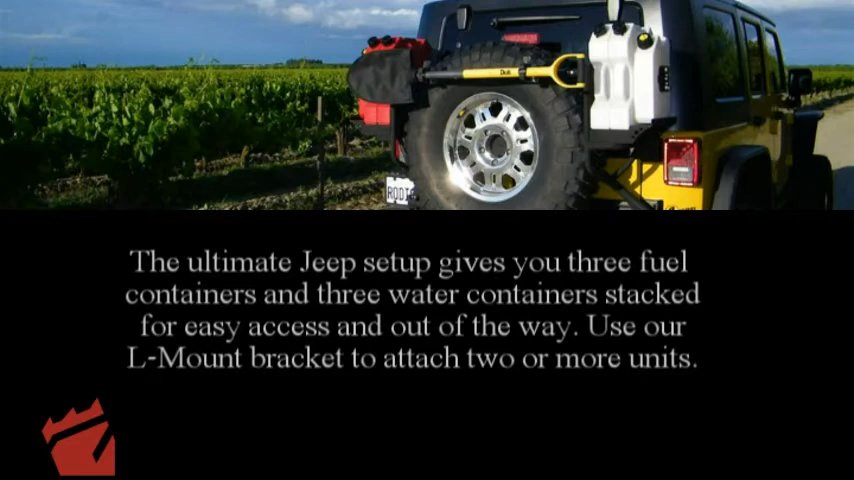 The ultimate Jeep setup gives you three fuel
containers and three water containers stacked
for easy access and out of the way. Use our
L-Mount bracket to attach two or more units.